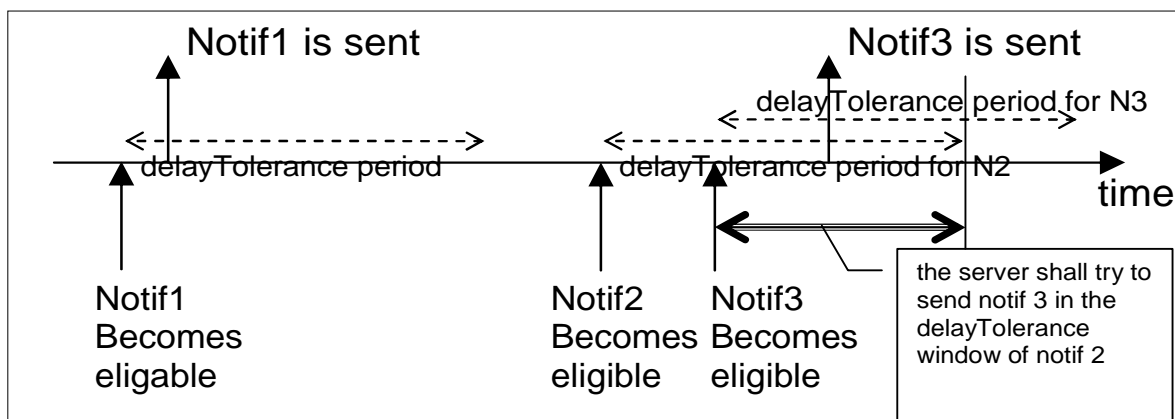 Notif1 is sent
Notif3 is sent
delayTolerance period for N3
delayTolerance period
delayTolerance period for N2
time
Notif1
Becomes
eligable
Notif2
Becomes
eligible
Notif3
Becomes
eligible
the server shall try to
send notif 3 in the
delayTolerance
window of notif 2